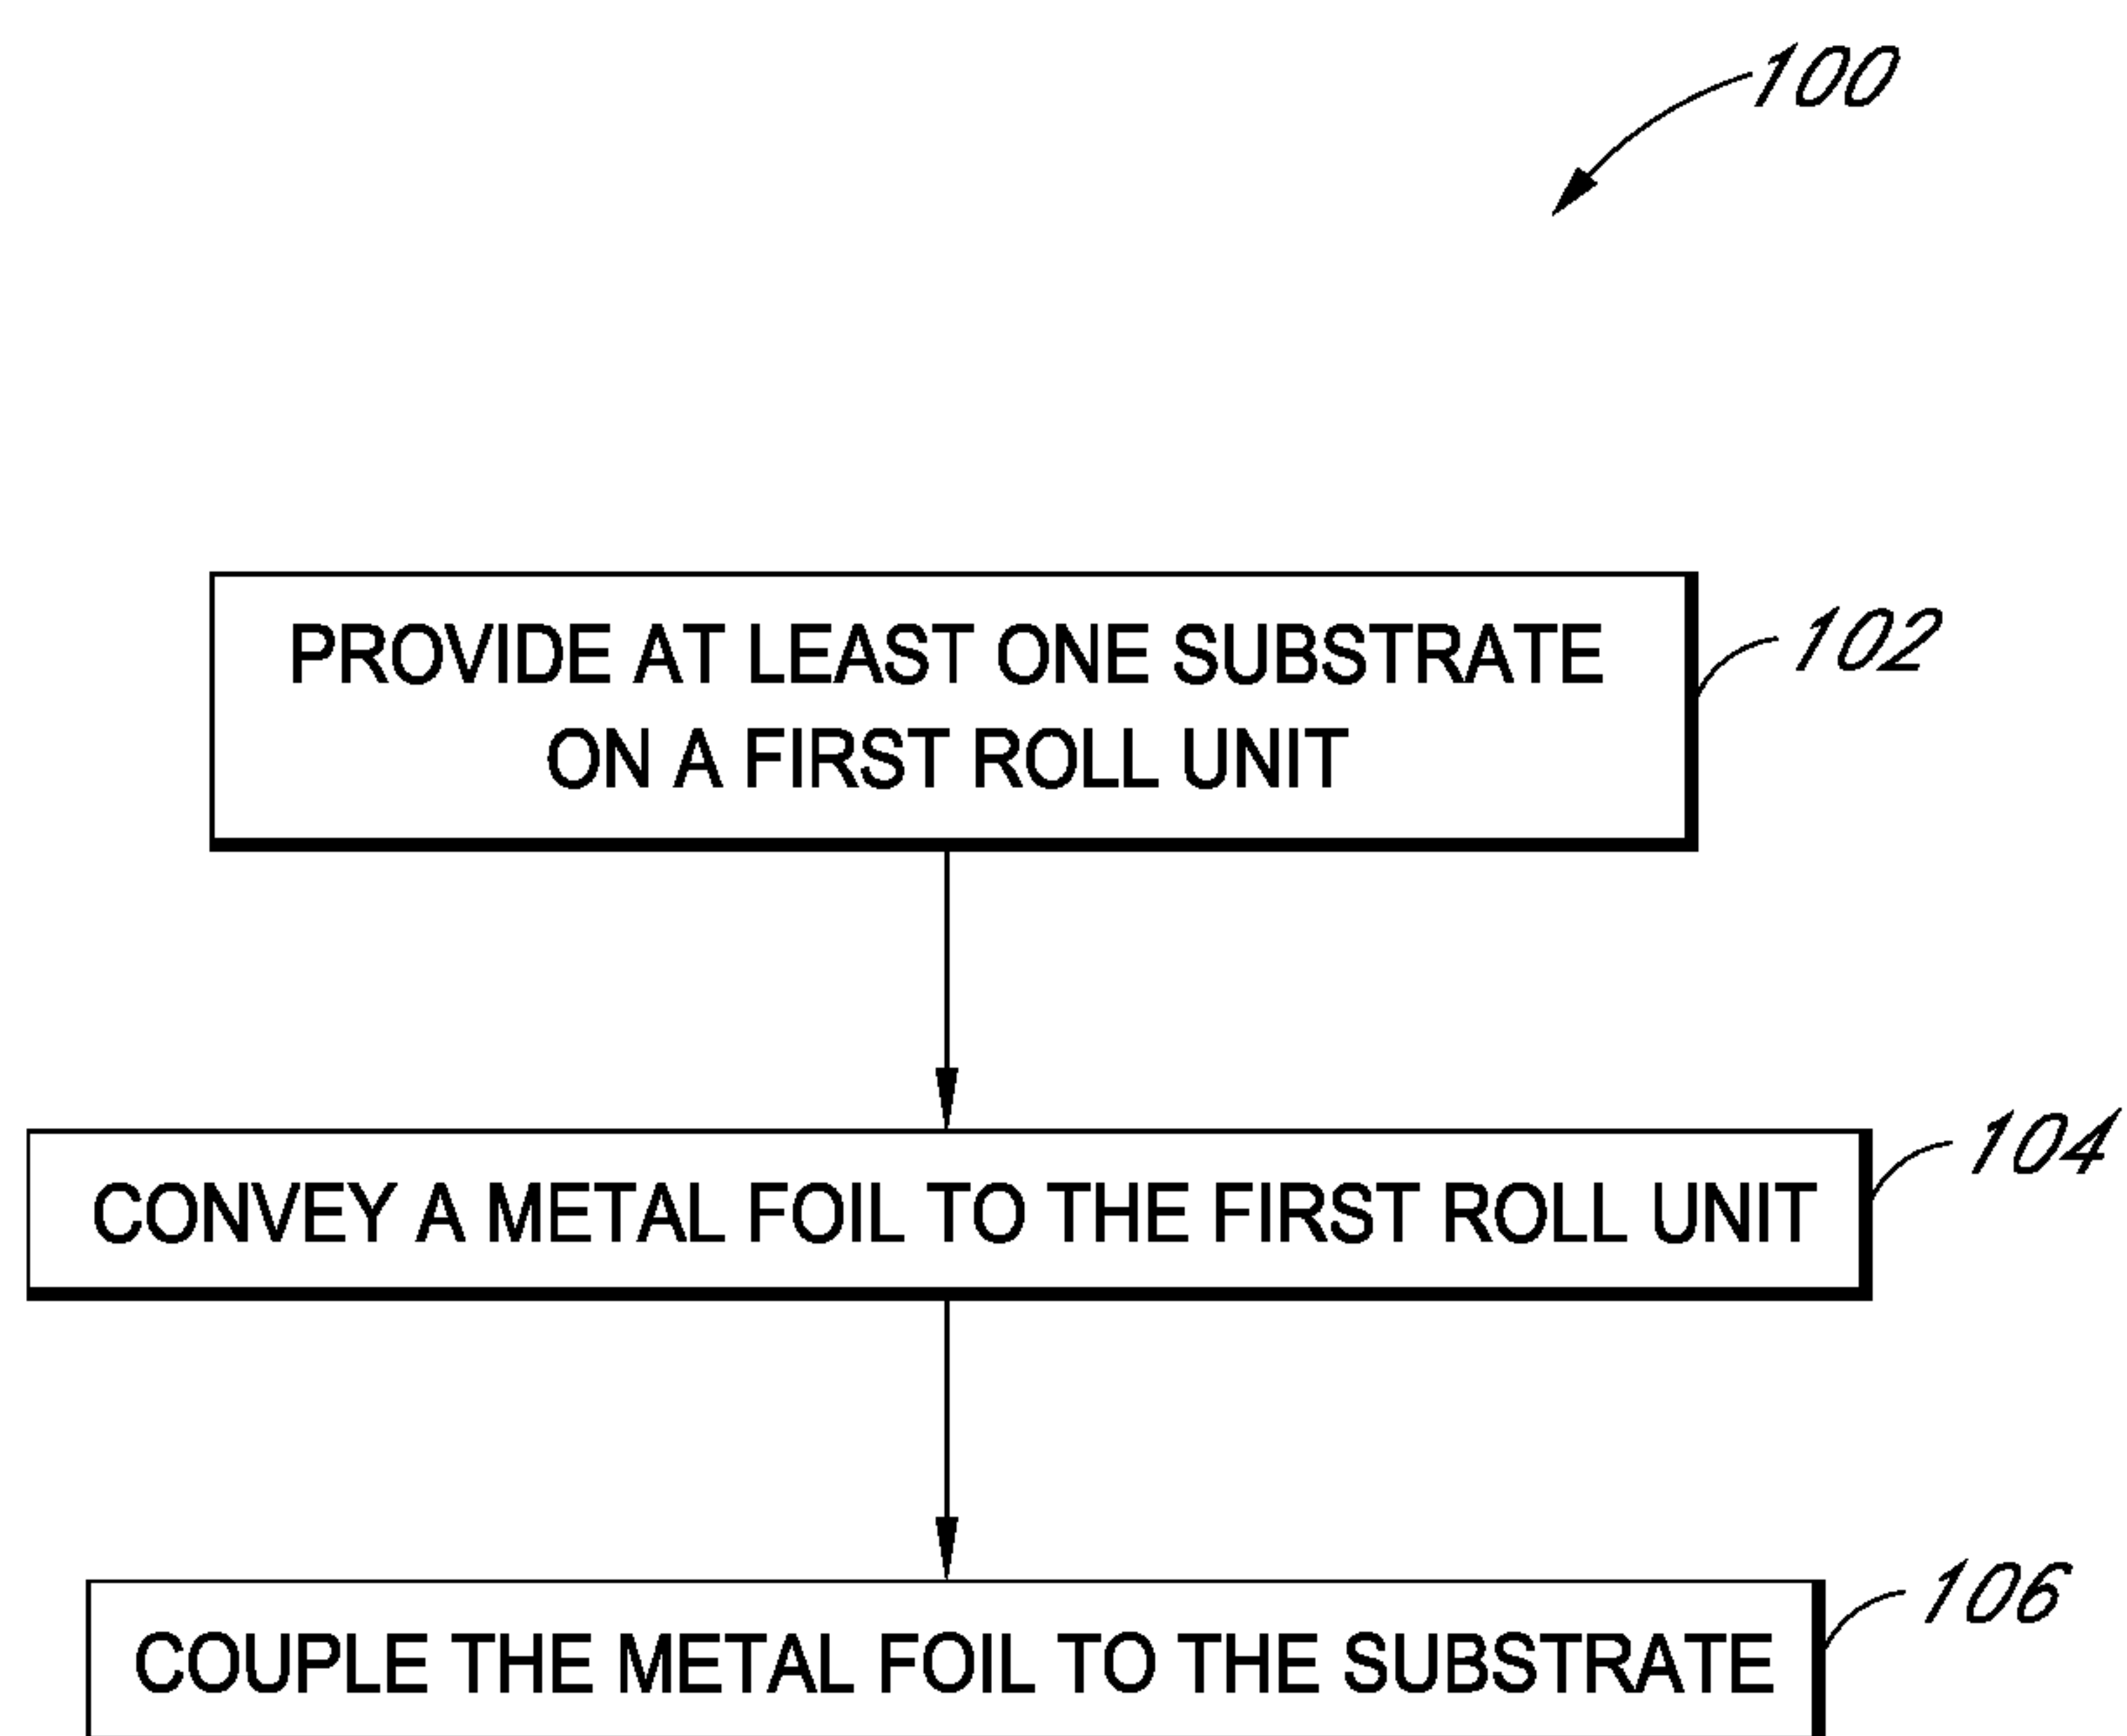 100
PROVIDE AT LEAST ONE SUBSTRATE
ON A FIRST ROLL UNIT
102
CONVEY A METAL FOIL TO THE FIRST ROLL UNIT
104
COUPLE THE METAL FOIL TO THE SUBSTRATE
106